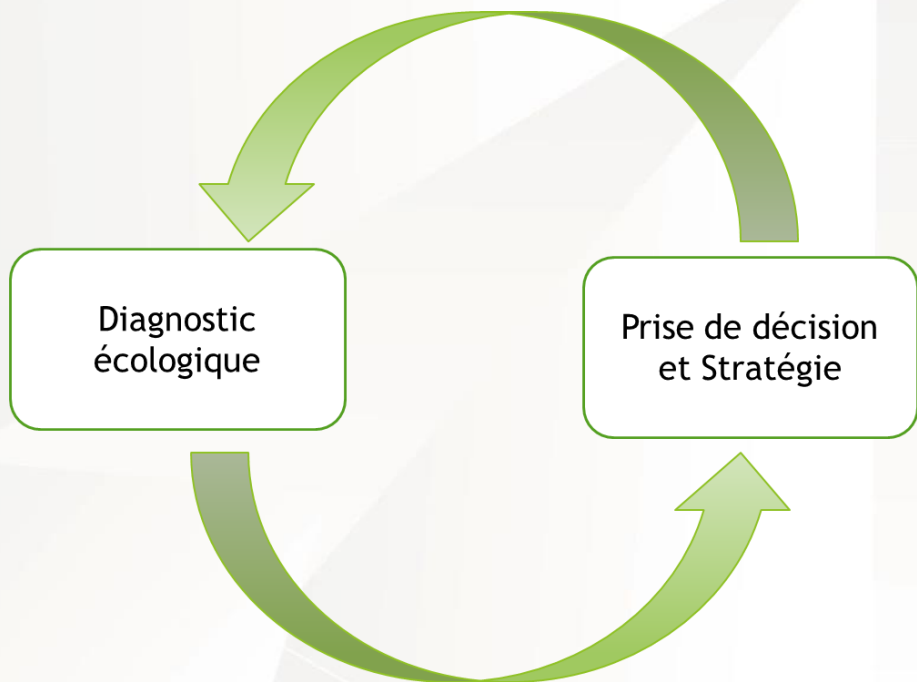 Diagnostic
écologique
Prise de décision
et Stratégie